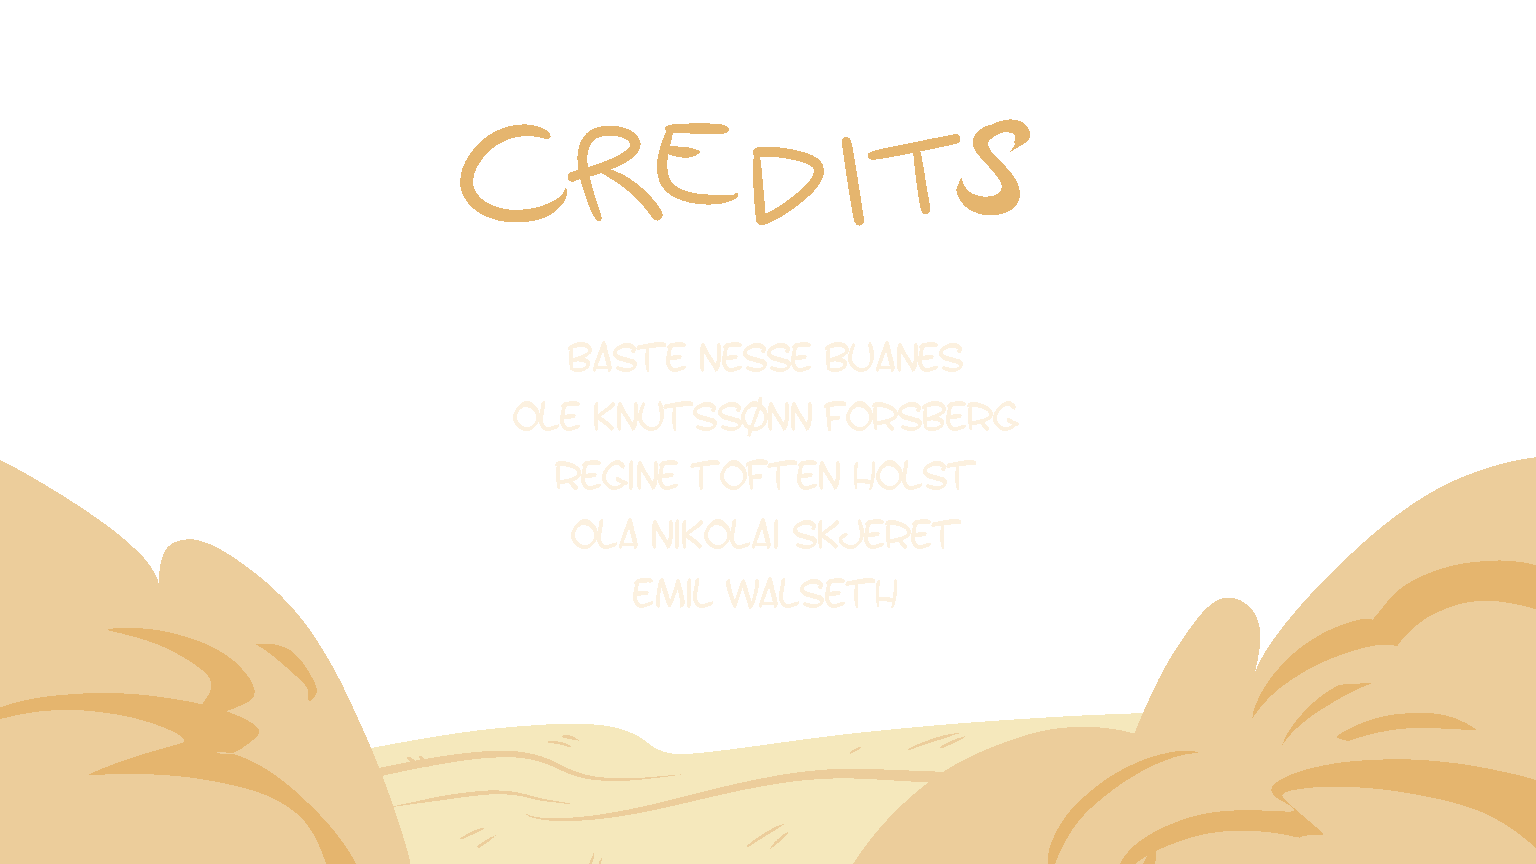 CREDITS
BASTE NESSE BUANES
OLE KNUTSSØNN FORSBERG
REGINE TOFTEN HOLST
OLA NIKOLAI SKJERET
EMIL WALSETH